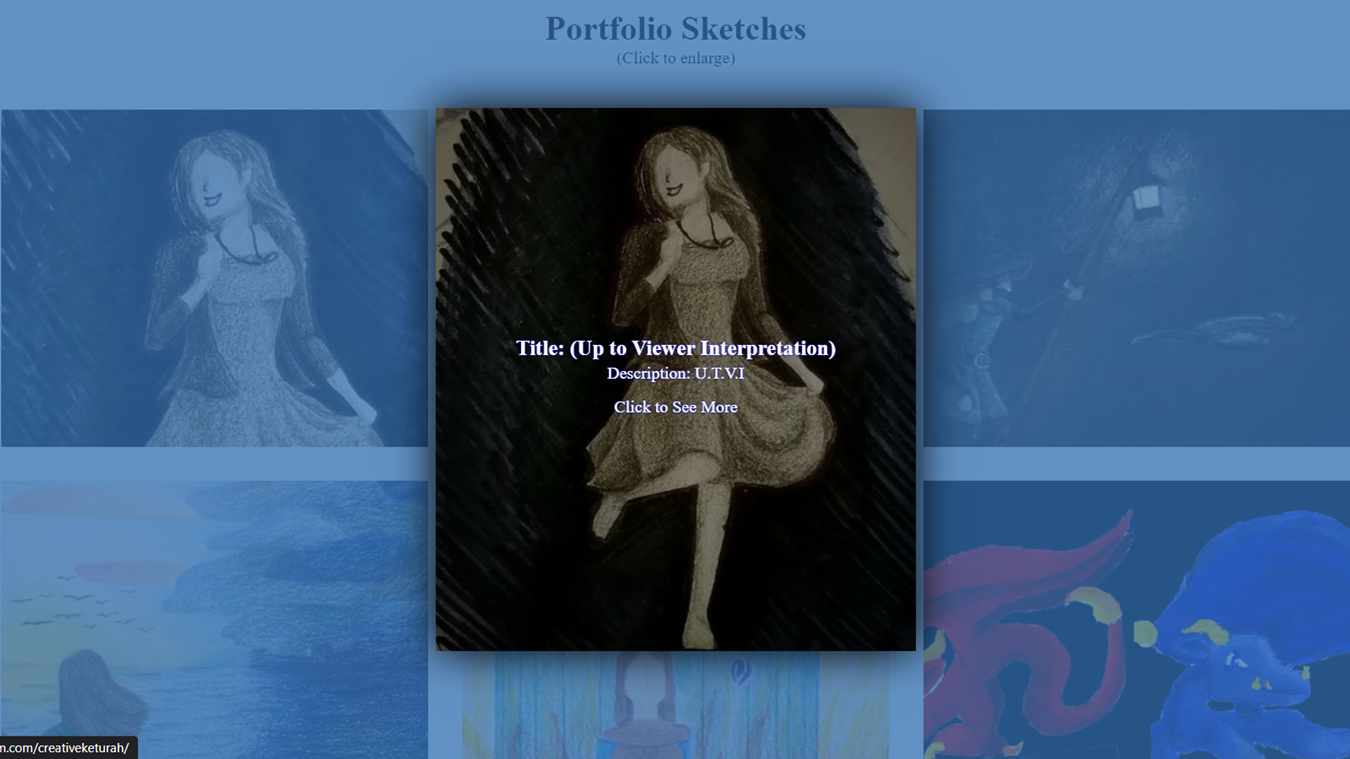 Portfolio Sketches
(Click to enlarge)
Title: (Up to Viewer Interpretation)
Description: U.T.V.I
Click to See More
m.com/creativeketurah/